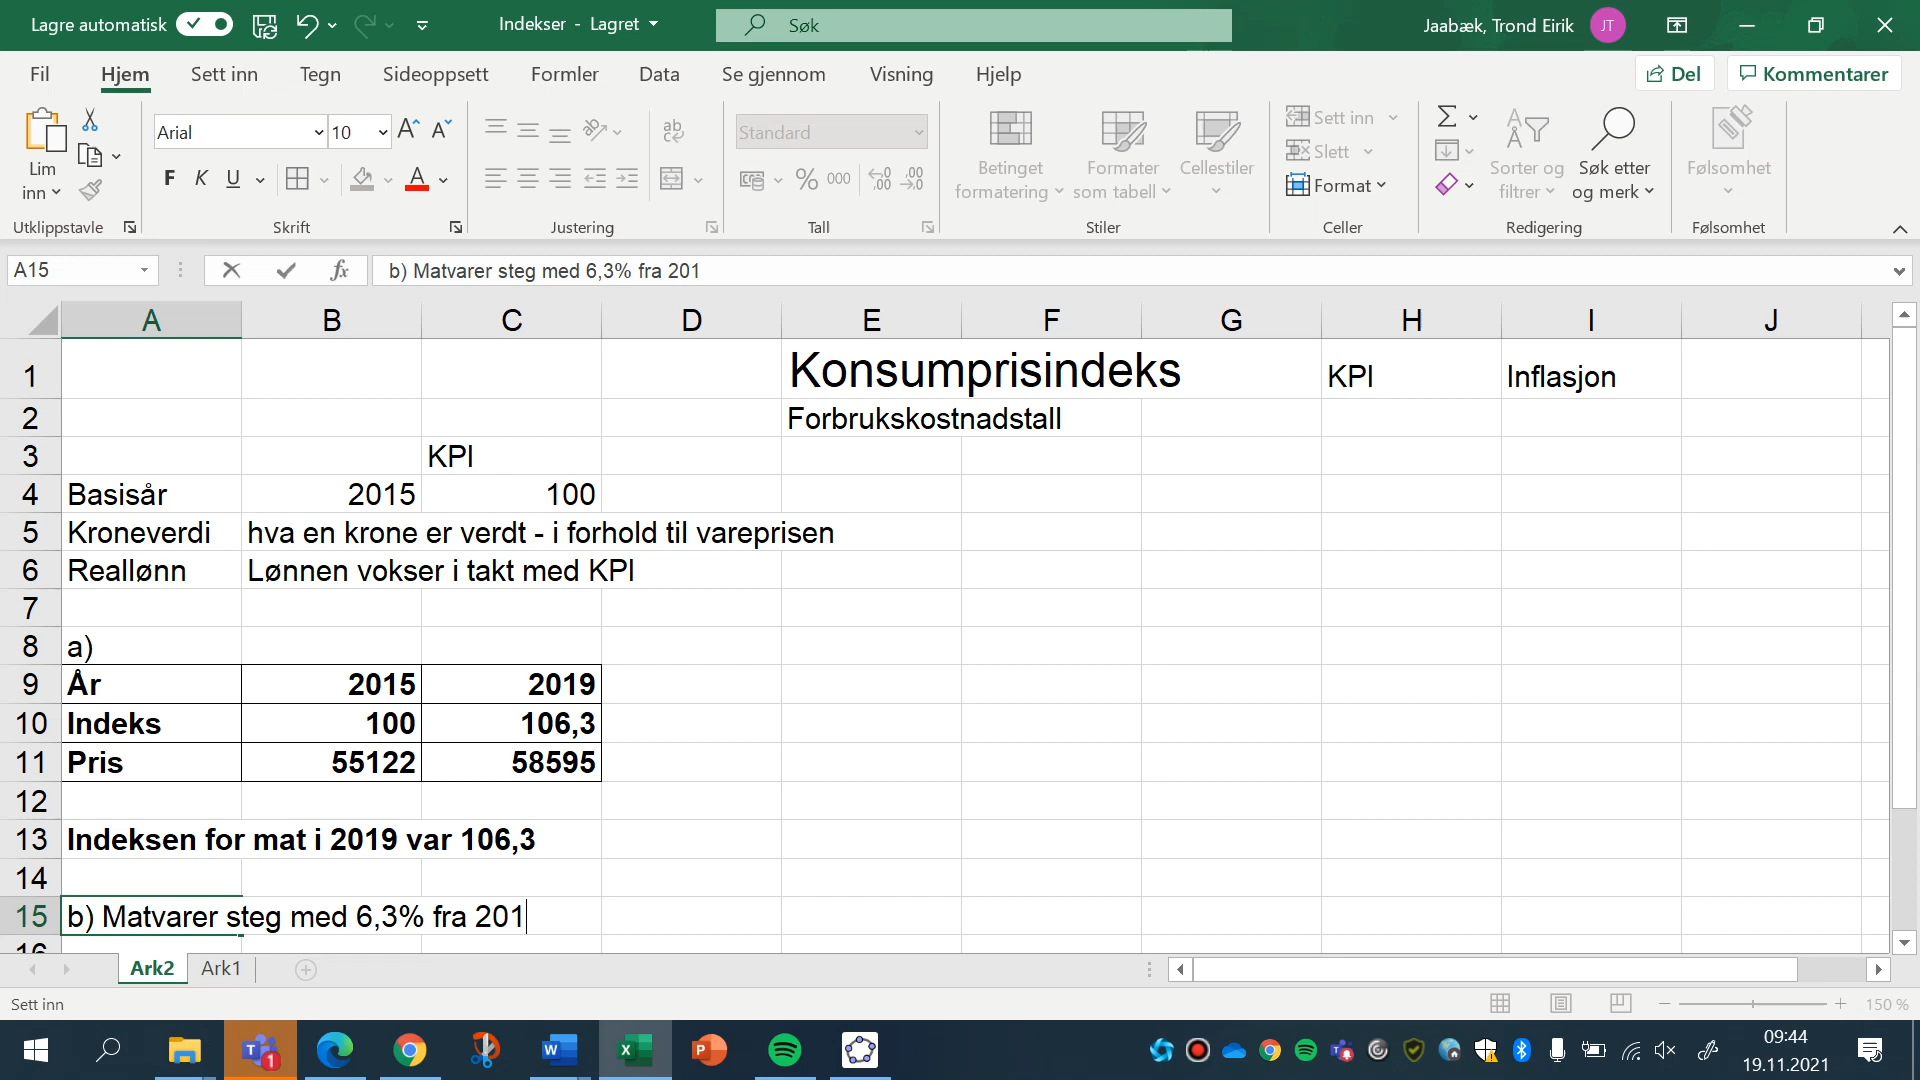 Lagre automatisk
Indekser - Lagret
Søk
Jaabæk, Trond Eirik
JT
Fil
Hjem
Sett inn
Tegn
Sideoppsett
Formler
Data
Se gjennom
Visning
Hjelp
Del
Kommentarer
Lim inn
Utklippstavle
Arial
10
F K U
Skrift
Justering
Standard
% 000
Tall
Betinget formatering
Formater som tabell
Cellestiler
Stiler
Sett inn
Slett
Format
Celler
Sorter og filtrer
Søk etter og merk
Redigering
Følsomhet
Følsomhet
A15
fx
b) Matvarer steg med 6,3% fra 201
A B C D E F G H I J
1 Konsumprisindeks KPI Inflasjon
2 Forbrukskostnadstall
3 KPI
4 Basisår 2015 100
5 Kroneverdi hva en krone er verdt - i forhold til vareprisen
6 Reallønn Lønnen vokser i takt med KPI
7
8 a)
9 År 2015 2019
10 Indeks 100 106,3
11 Pris 55122 58595
12
13 Indeksen for mat i 2019 var 106,3
14
15 b) Matvarer steg med 6,3% fra 201
16
Ark2
Ark1
Sett inn
150 %
09:44
19.11.2021